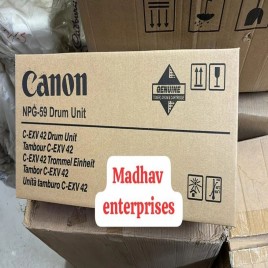 Canon
NPG-59 Drum Unit
C-EXV 42 Drum Unit
Tambour C-EXV 42
C-EXV 42 Trommel Einheit
Tambor C-EXV 42
Unità tamburo C-EXV 42
GENUINE
Madhav
enterprises